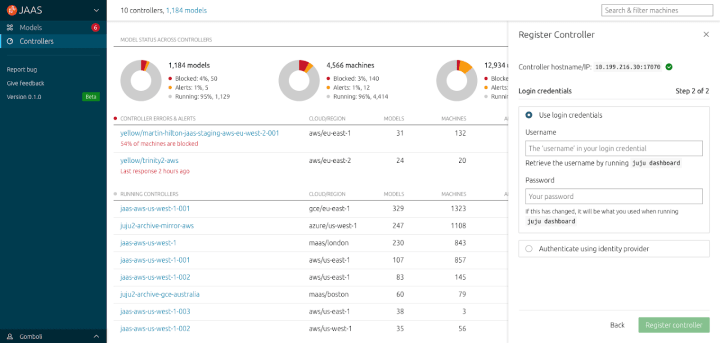 JAAS
Models 6
Controllers
Report bug
Give feedback
Version 0.1.0 Beta
Gomboli
10 controllers, 1,184 models
Search & filter machines
MODEL STATUS ACROSS CONTROLLERS
1,184 models
Blocked: 4%, 50
Alerts: 1%, 5
Running: 95%, 1,129
4,566 machines
Blocked: 3%, 140
Alerts: 1%, 12
Running: 96%, 4,414
12,934
Bl
Al
Ru
CONTROLLER ERRORS & ALERTS CLOUD/REGION MODELS MACHINES
yellow/martin-hilton-jaas-staging-aws-eu-west-2-001 aws/eu-east-1 31 132
54% of machines are blocked
yellow/trinity2-aws aws/eu-east-2 24 20
Last response 2 hours ago
RUNNING CONTROLLERS CLOUD/REGION MODELS MACHINES
jaas-aws-us-west-1-001 gce/eu-east-1 329 1323
juju2-archive-mirror-aws azure/us-west-1 247 1108
jaas-aws-us-west-1 maas/london 230 843
jaas-aws-us-west-1-001 aws/us-east-1 107 857
jaas-aws-us-west-1-002 aws/us-east-1 83 145
juju2-archive-gce-australia maas/boston 60 79
jaas-aws-us-west-1-003 aws/us-east-1 38 3
jaas-aws-us-west-1-002 aws/us-west-1 35 56
Register Controller
Controller hostname/IP: 10.199.216.30:17070
Login credentials Step 2 of 2
Use login credentials
Username
The 'username' in your login credential
Retrieve the username by running juju dashboard
Password
Your password
If this has changed, it will be what you used when running
juju dashboard
Authenticate using identity provider
Back Register controller